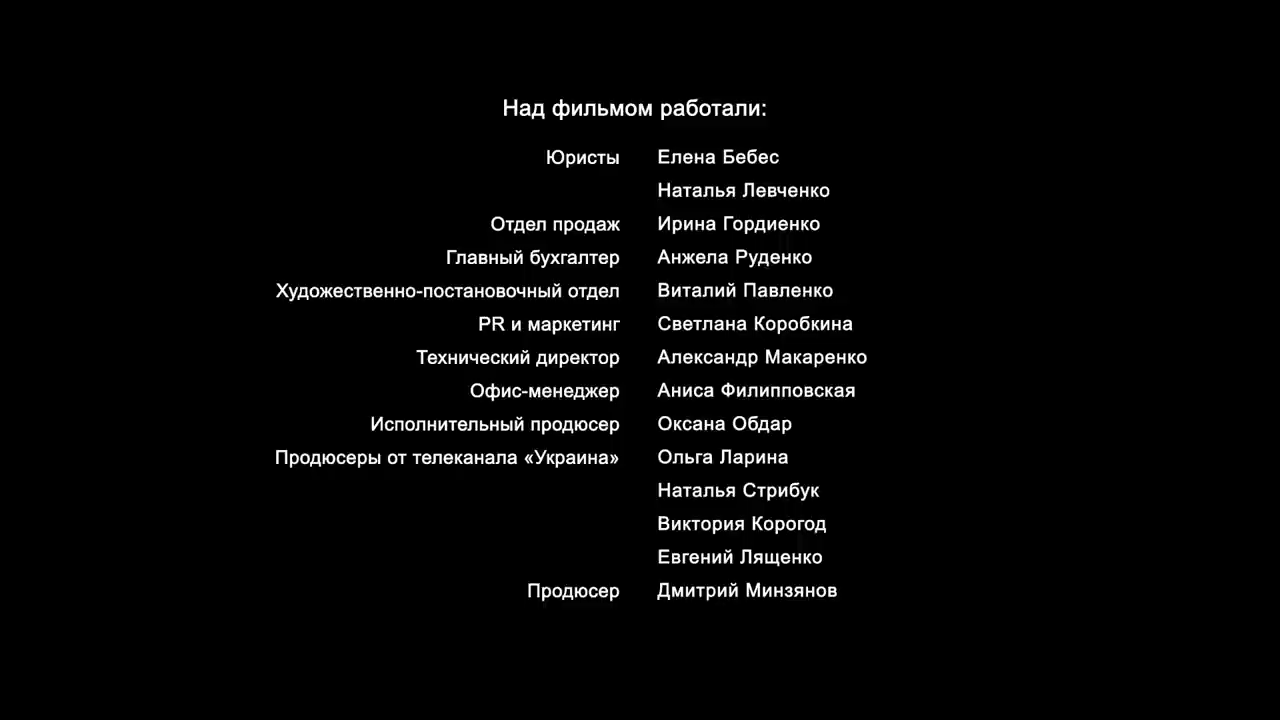 Над фильмом работали:
Юристы Елена Бебес
Наталья Левченко
Отдел продаж Ирина Гордиенко
Главный бухгалтер Анжела Руденко
Художественно-постановочный отдел Виталий Павленко
PR и маркетинг Светлана Коробкина
Технический директор Александр Макаренко
Офис-менеджер Аниса Филипповская
Исполнительный продюсер Оксана Обдар
Продюсеры от телеканала «Украина» Ольга Ларина
Наталья Стрибук
Виктория Корогод
Евгений Лященко
Продюсер Дмитрий Минзянов